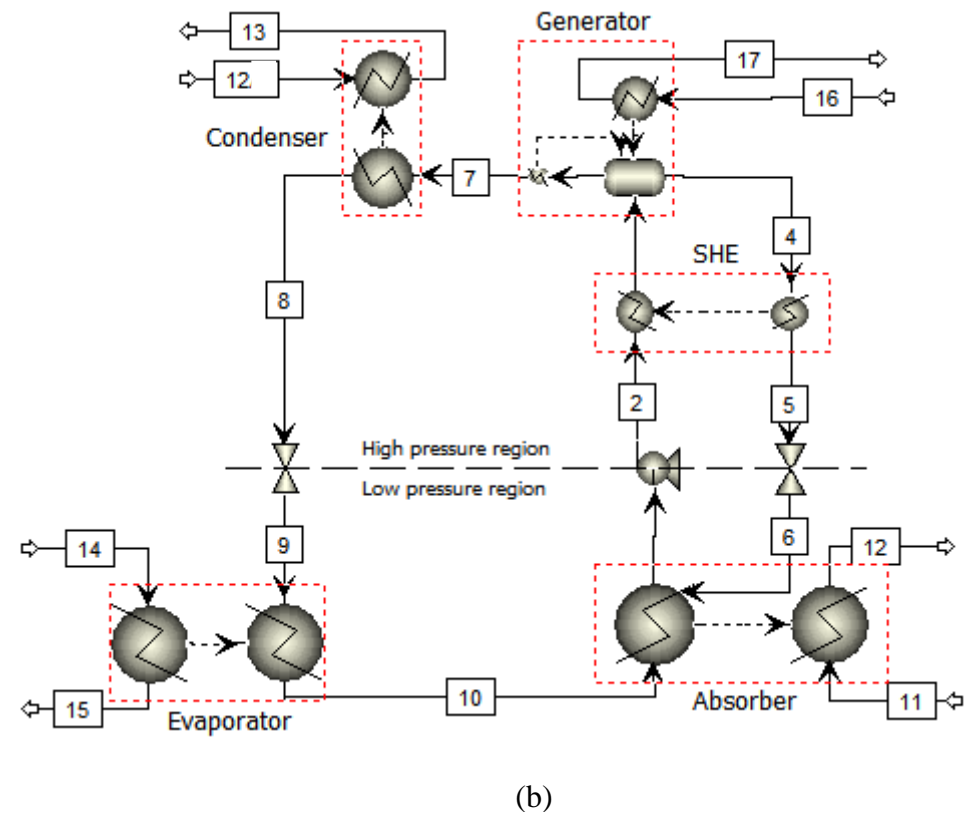 Generator
13
17
12.
16
Condenser
7
4
SHE
8
2
5
High pressure region
Low pressure region
14
9
6
12
10
Absorber
11
15
Evaporator
(b)